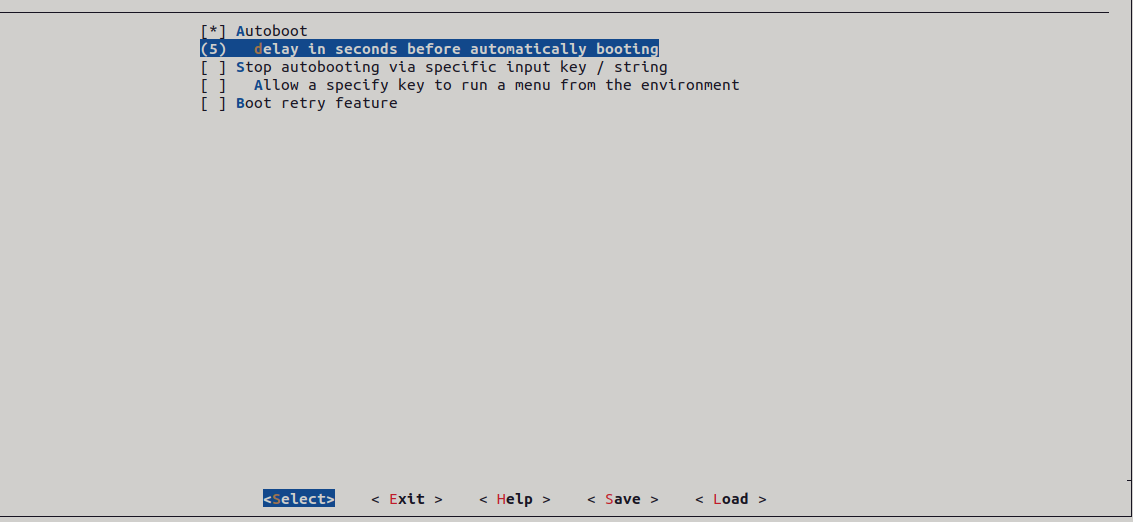 [*] Autoboot
(5)   delay in seconds before automatically booting
[ ] Stop autobooting via specific input key / string
[ ]   Allow a specify key to run a menu from the environment
[ ] Boot retry feature
<Select>    < Exit >    < Help >    < Save >    < Load >